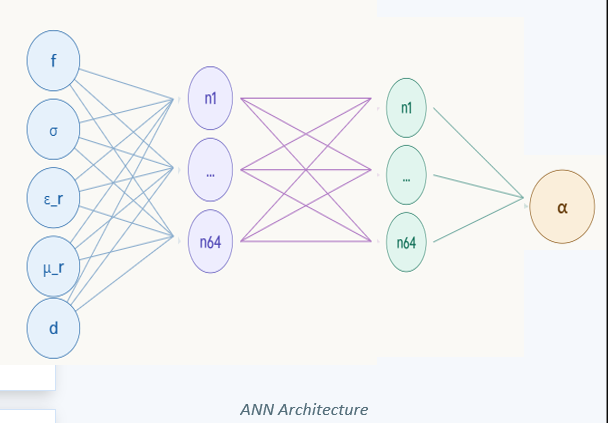 f
σ
ε_r
μ_r
d
n1
...
n64
n1
...
n64
α
ANN Architecture